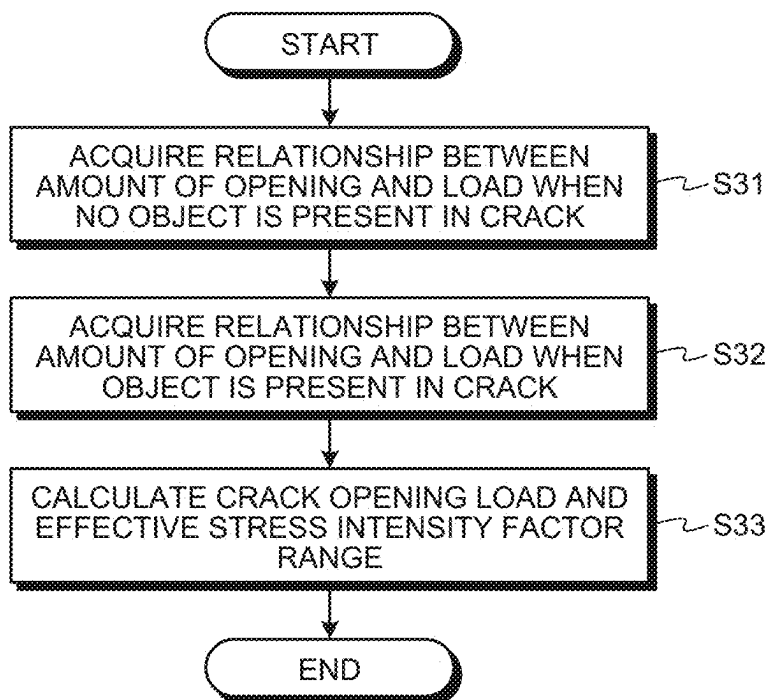 START
ACQUIRE RELATIONSHIP BETWEEN
AMOUNT OF OPENING AND LOAD WHEN
NO OBJECT IS PRESENT IN CRACK
S31
ACQUIRE RELATIONSHIP BETWEEN
AMOUNT OF OPENING AND LOAD WHEN
OBJECT IS PRESENT IN CRACK
S32
CALCULATE CRACK OPENING LOAD AND
EFFECTIVE STRESS INTENSITY FACTOR
RANGE
S33
END